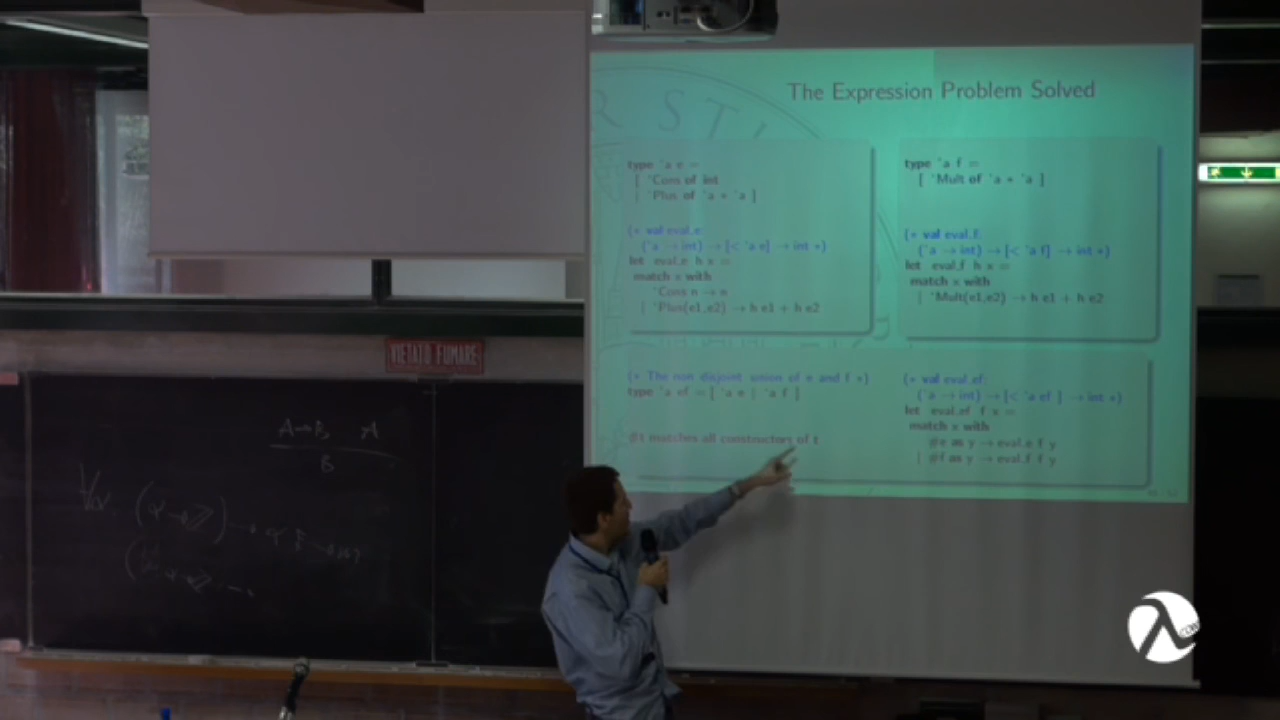 The Expression Problem Solved
type 'a e =
[ `Cons of int
| `Plus of 'a * 'a ]
(* val eval_e:
('a → int) → [< 'a e] → int *)
let eval_e h x =
match x with
`Cons n → n
| `Plus(e1,e2) → h e1 + h e2
type 'a f =
[ `Mult of 'a * 'a ]
(* val eval_f:
('a → int) → [< 'a f] → int *)
let eval_f h x =
match x with
| `Mult(e1,e2) → h e1 * h e2
(* The non disjoint union of e and f *)
type 'a ef = [ 'a e | 'a f ]
#t matches all constructors of t
(* val eval_ef:
('a → int) → [< 'a ef ] → int *)
let eval_ef f x =
match x with
#e as y → eval_e f y
| #f as y → eval_f f y
VIETATO FUMARE
A→B A
B
λ